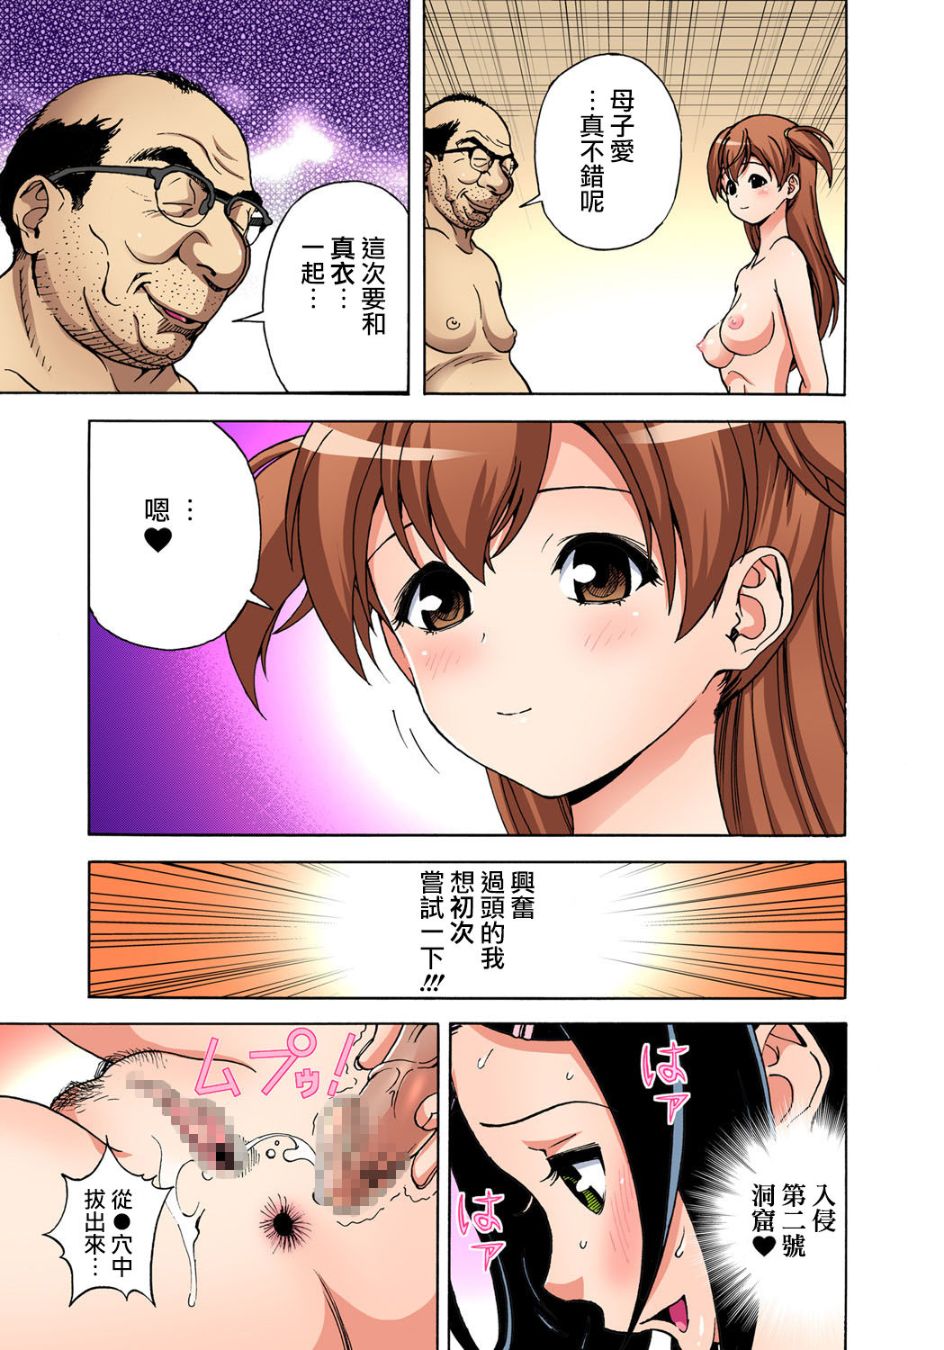 母子愛
…真不錯呢
這次要和
真衣…
一起…
…
嗯♥
興奮
過頭的我
想初次
嘗試一下!!!
はァ
はァ
入侵
第二號
洞窟♥
ムプゥ!
從●穴中
拔出來…